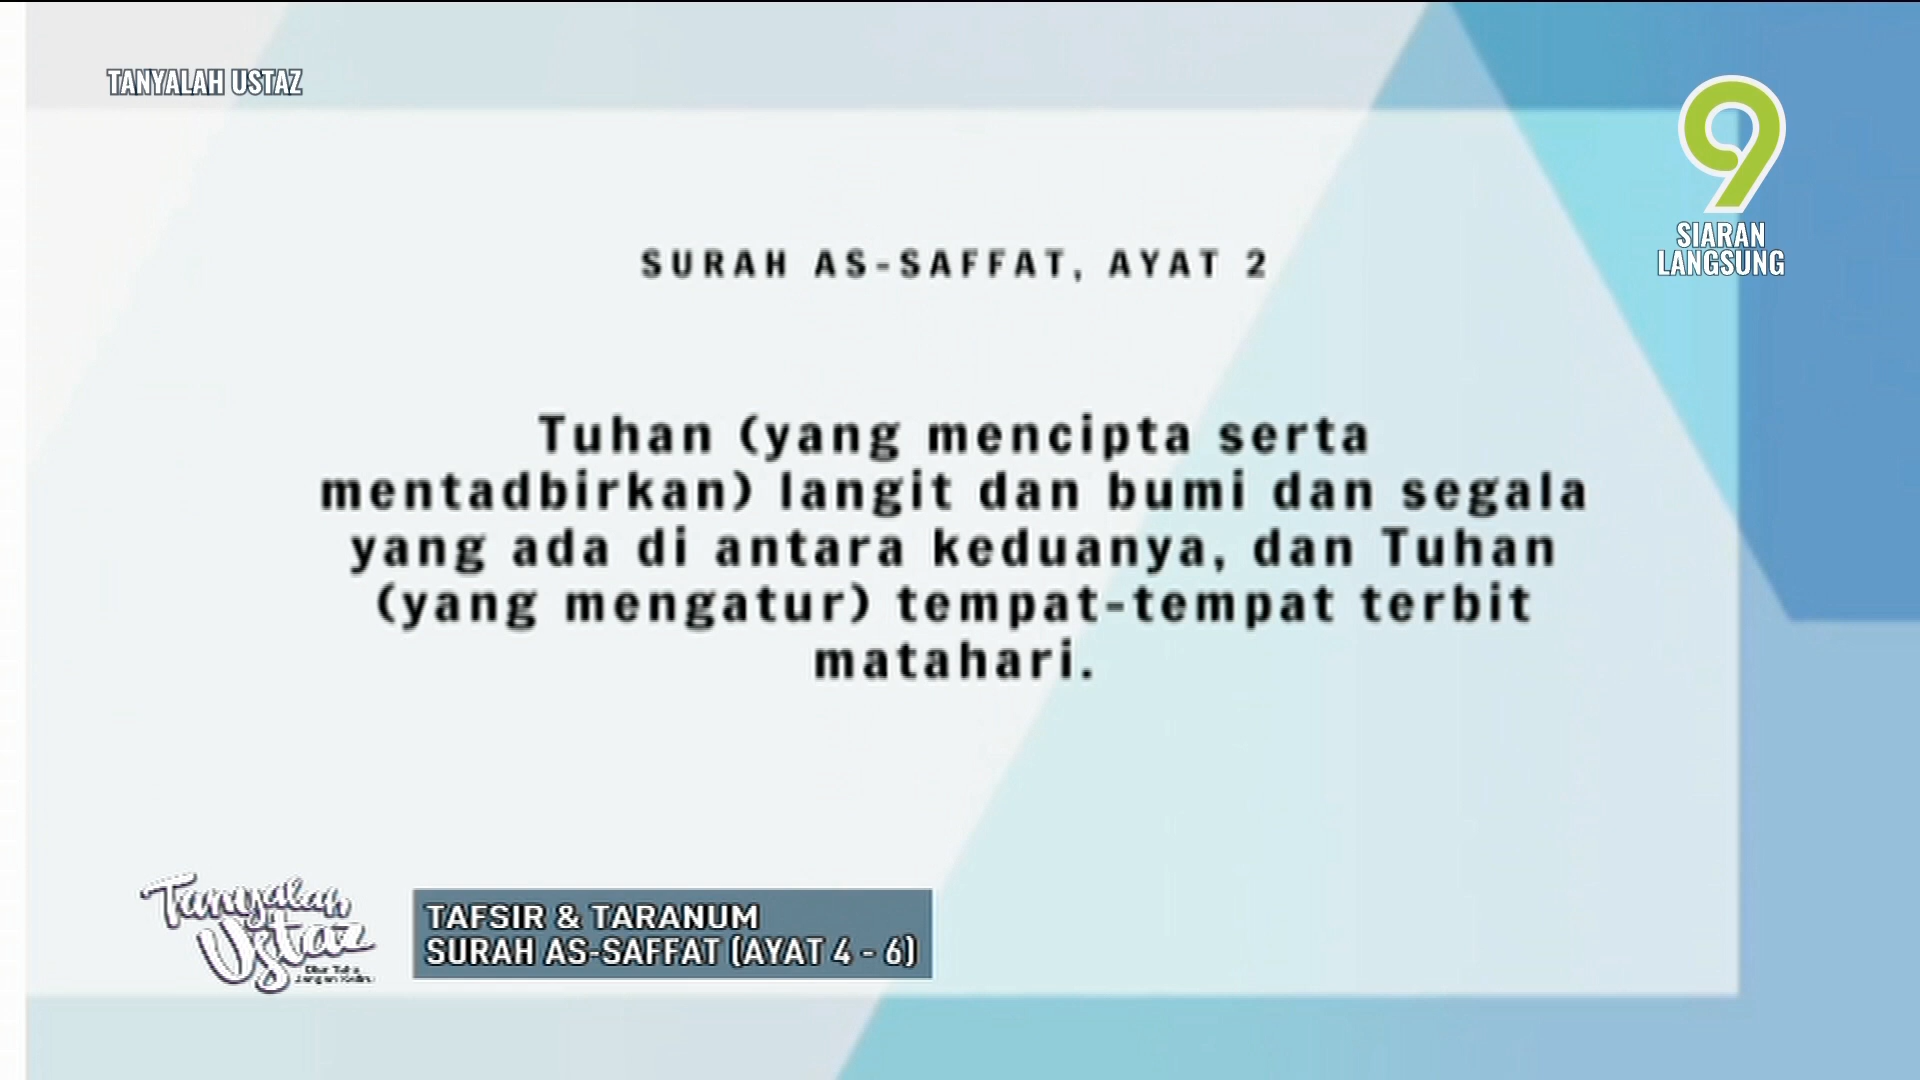 TANYALAH USTAZ
9
SIARAN
LANGSUNG
SURAH AS-SAFFAT, AYAT 2
Tuhan (yang mencipta serta
mentadbirkan) langit dan bumi dan segala
yang ada di antara keduanya, dan Tuhan
(yang mengatur) tempat-tempat terbit
matahari.
Tanyalah
Ustaz
TAFSIR & TARANUM
SURAH AS-SAFFAT (AYAT 4 - 6)